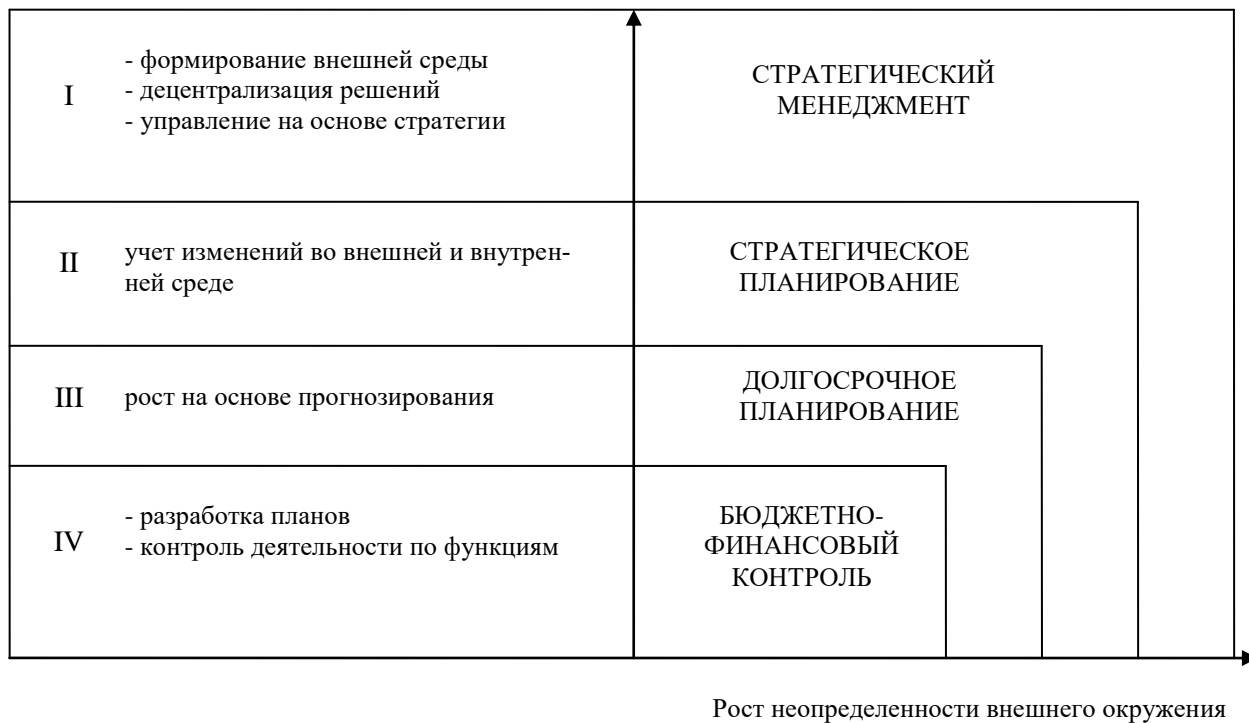 I
- формирование внешней среды
- децентрализация решений
- управление на основе стратегии
СТРАТЕГИЧЕСКИЙ
МЕНЕДЖМЕНТ
II
учет изменений во внешней и внутрен-
ней среде
СТРАТЕГИЧЕСКОЕ
ПЛАНИРОВАНИЕ
III
рост на основе прогнозирования
ДОЛГОСРОЧНОЕ
ПЛАНИРОВАНИЕ
IV
- разработка планов
- контроль деятельности по функциям
БЮДЖЕТНО-
ФИНАНСОВЫЙ
КОНТРОЛЬ
Рост неопределенности внешнего окружения